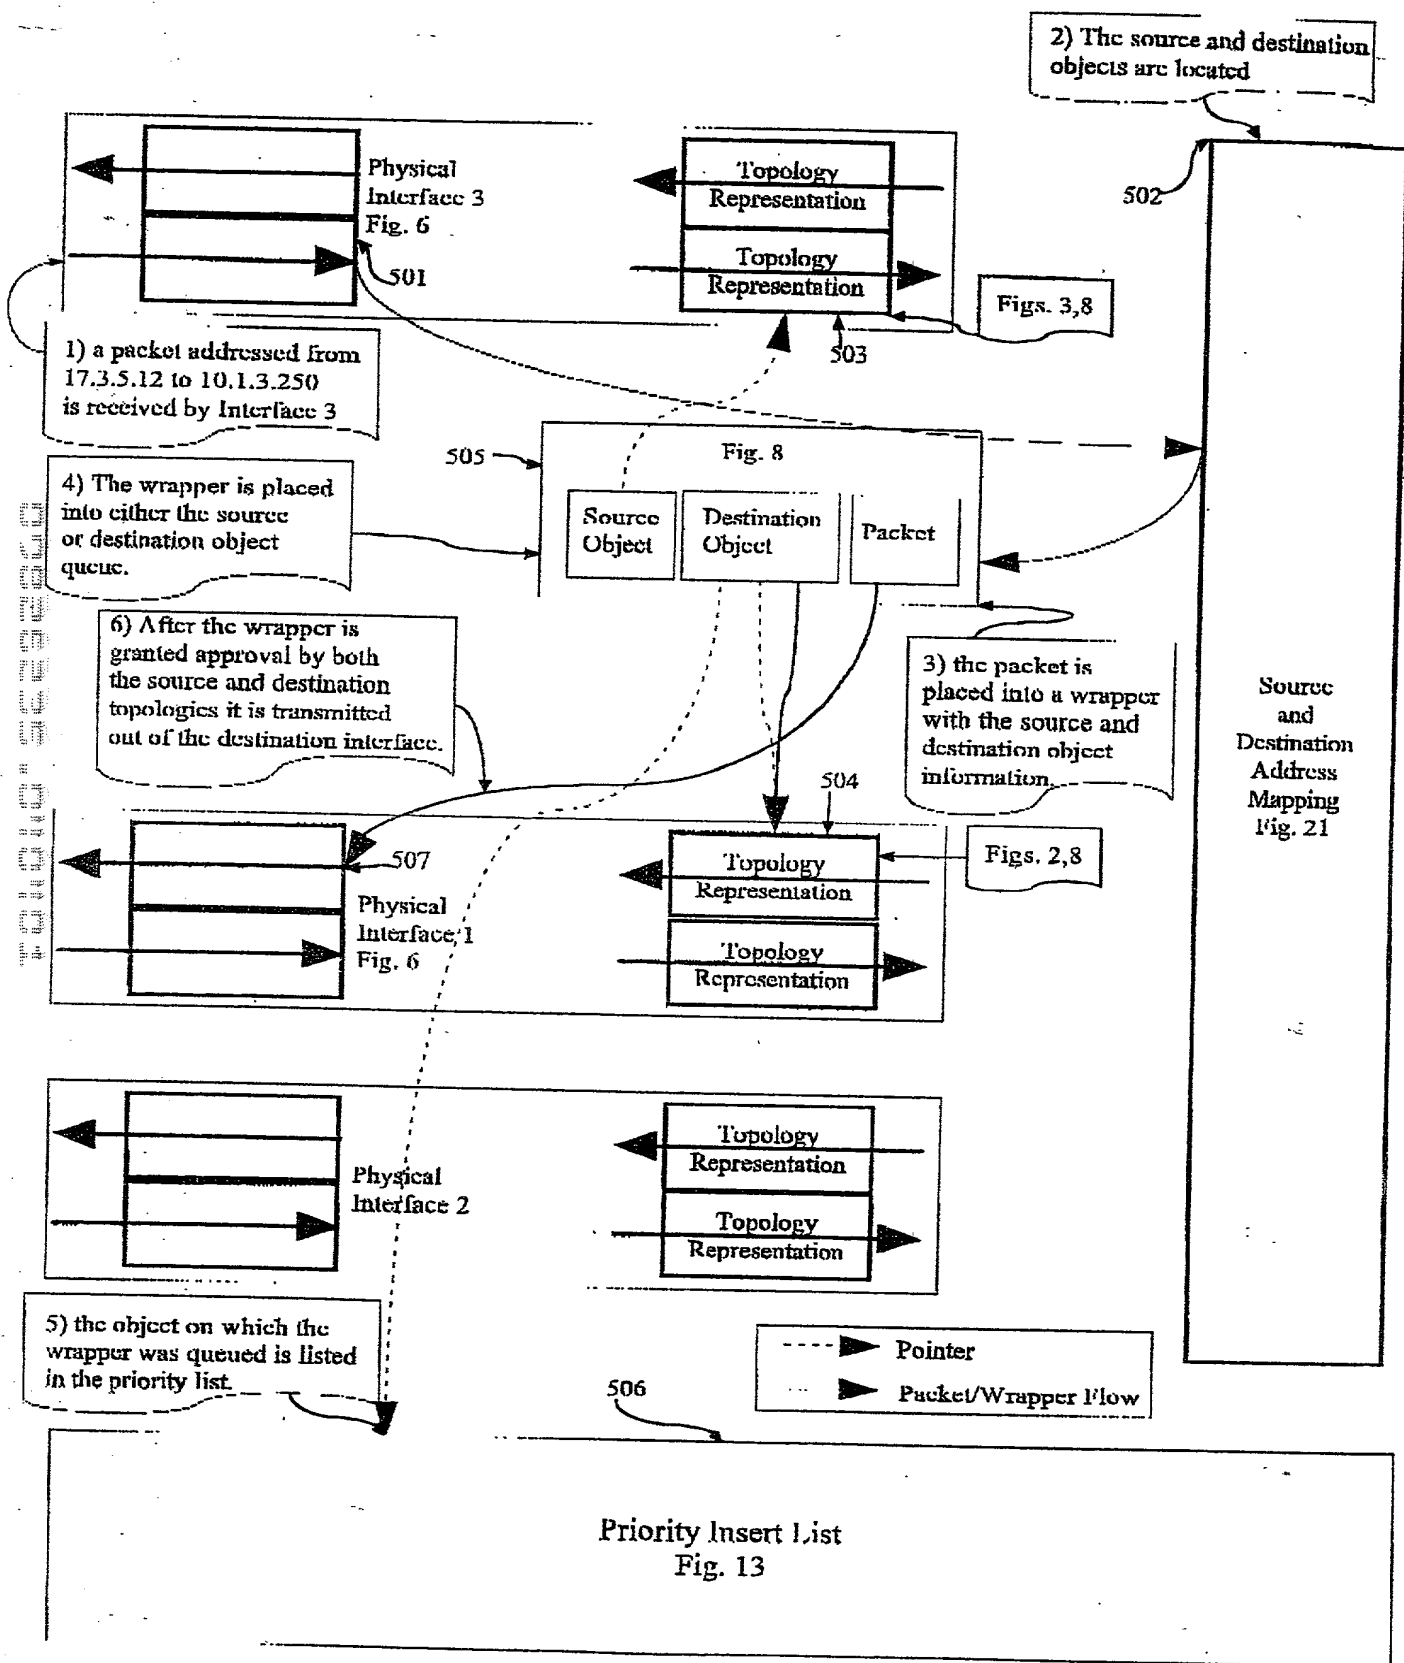 2) The source and destination
objects are located
502
Physical
Interface 3
Fig. 6
501
Topology
Representation
Topology
Representation
503
Figs. 3,8
1) a packet addressed from
17.3.5.12 to 10.1.3.250
is received by Interface 3
505
Fig. 8
Source
Object
Destination
Object
Packet
4) The wrapper is placed
into either the source
or destination object
queue.
6) After the wrapper is
granted approval by both
the source and destination
topologies it is transmitted
out of the destination interface.
3) the packet is
placed into a wrapper
with the source and
destination object
information.
Source
and
Destination
Address
Mapping
Fig. 21
504
Figs. 2,8
507
Physical
Interface 1
Fig. 6
Topology
Representation
Topology
Representation
Physical
Interface 2
Topology
Representation
Topology
Representation
5) the object on which the
wrapper was queued is listed
in the priority list.
Pointer
Packet/Wrapper Flow
506
Priority Insert List
Fig. 13